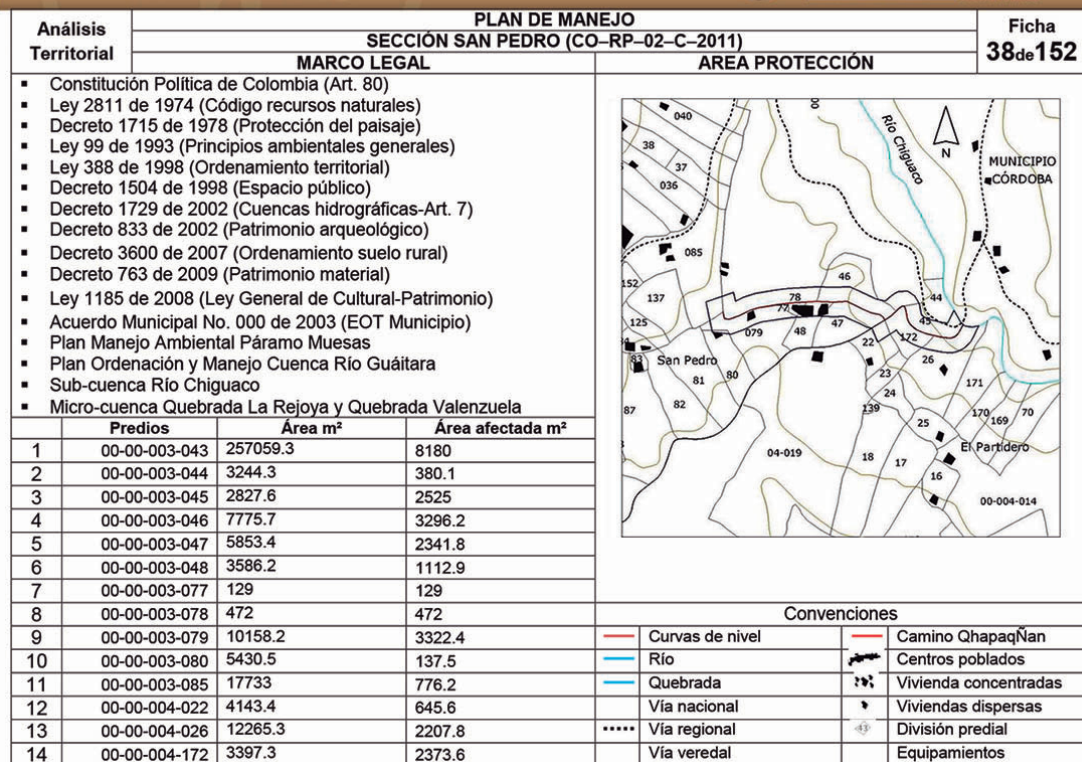 Análisis Territorial
PLAN DE MANEJO
SECCIÓN SAN PEDRO (CO–RP–02–C–2011)
Ficha
38de152
MARCO LEGAL
AREA PROTECCIÓN
▪ Constitución Política de Colombia (Art. 80)
▪ Ley 2811 de 1974 (Código recursos naturales)
▪ Decreto 1715 de 1978 (Protección del paisaje)
▪ Ley 99 de 1993 (Principios ambientales generales)
▪ Ley 388 de 1998 (Ordenamiento territorial)
▪ Decreto 1504 de 1998 (Espacio público)
▪ Decreto 1729 de 2002 (Cuencas hidrográficas-Art. 7)
▪ Decreto 833 de 2002 (Patrimonio arqueológico)
▪ Decreto 3600 de 2007 (Ordenamiento suelo rural)
▪ Decreto 763 de 2009 (Patrimonio material)
▪ Ley 1185 de 2008 (Ley General de Cultural-Patrimonio)
▪ Acuerdo Municipal No. 000 de 2003 (EOT Municipio)
▪ Plan Manejo Ambiental Páramo Muesas
▪ Plan Ordenación y Manejo Cuenca Río Guáitara
▪ Sub-cuenca Río Chiguaco
▪ Micro-cuenca Quebrada La Rejoya y Quebrada Valenzuela
Predios Área m² Área afectada m²
1 00-00-003-043 257059.3 8180
2 00-00-003-044 3244.3 380.1
3 00-00-003-045 2827.6 2525
4 00-00-003-046 7775.7 3296.2
5 00-00-003-047 5853.4 2341.8
6 00-00-003-048 3586.2 1112.9
7 00-00-003-077 129 129
8 00-00-003-078 472 472
9 00-00-003-079 10158.2 3322.4
10 00-00-003-080 5430.5 137.5
11 00-00-003-085 17733 776.2
12 00-00-004-022 4143.4 645.6
13 00-00-004-026 12265.3 2207.8
14 00-00-004-172 3397.3 2373.6
040
38
37
036
Río Chiguaco
N
MUNICIPIO
CÓRDOBA
085
152
137
125
46
44
78
77
45
079
48
47
172
83
San Pedro
22
26
80
81
23
171
87
82
24
139
170
169
70
25
El Partidero
04-019
18
17
16
00-004-014
Convenciones
Curvas de nivel
Camino QhapaqÑan
Río
Centros poblados
Quebrada
Vivienda concentradas
Vía nacional
Viviendas dispersas
Vía regional
43
División predial
Vía veredal
Equipamientos